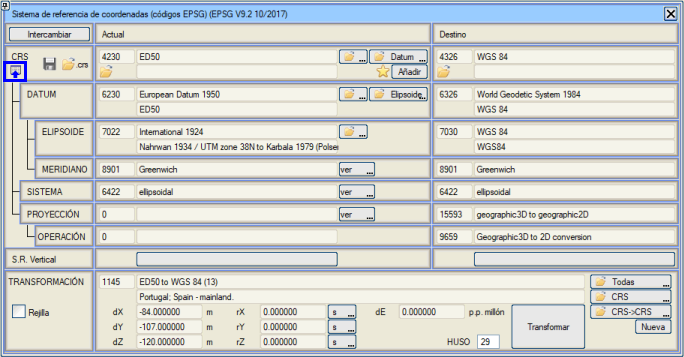 Sistema de referencia de coordenadas (códigos EPSG) (EPSG V9.2 10/2017)
Intercambiar Actual Destino
CRS .crs 4230 ED50 ... Datum ... 4326 WGS 84
Añadir
DATUM 6230 European Datum 1950 ... Elipsoide... 6326 World Geodetic System 1984
ED50 WGS 84
ELIPSOIDE 7022 International 1924 ... 7030 WGS 84
Nahrwan 1934 / UTM zone 38N to Karbala 1979 (Polser WGS84
MERIDIANO 8901 Greenwich ver ... 8901 Greenwich
SISTEMA 6422 ellipsoidal ver ... 6422 ellipsoidal
PROYECCIÓN 0 ver ... 15593 geographic3D to geographic2D
OPERACIÓN 0 9659 Geographic3D to 2D conversion
S.R. Vertical
TRANSFORMACIÓN 1145 ED50 to WGS 84 (13) Todas ...
Portugal; Spain - mainland. CRS ...
Rejilla dX -84.000000 m rX 0.000000 s ... dE 0.000000 p.p. millón CRS->CRS ...
dY -107.000000 m rY 0.000000 s ... Transformar Nueva
dZ -120.000000 m rZ 0.000000 s ... HUSO 29